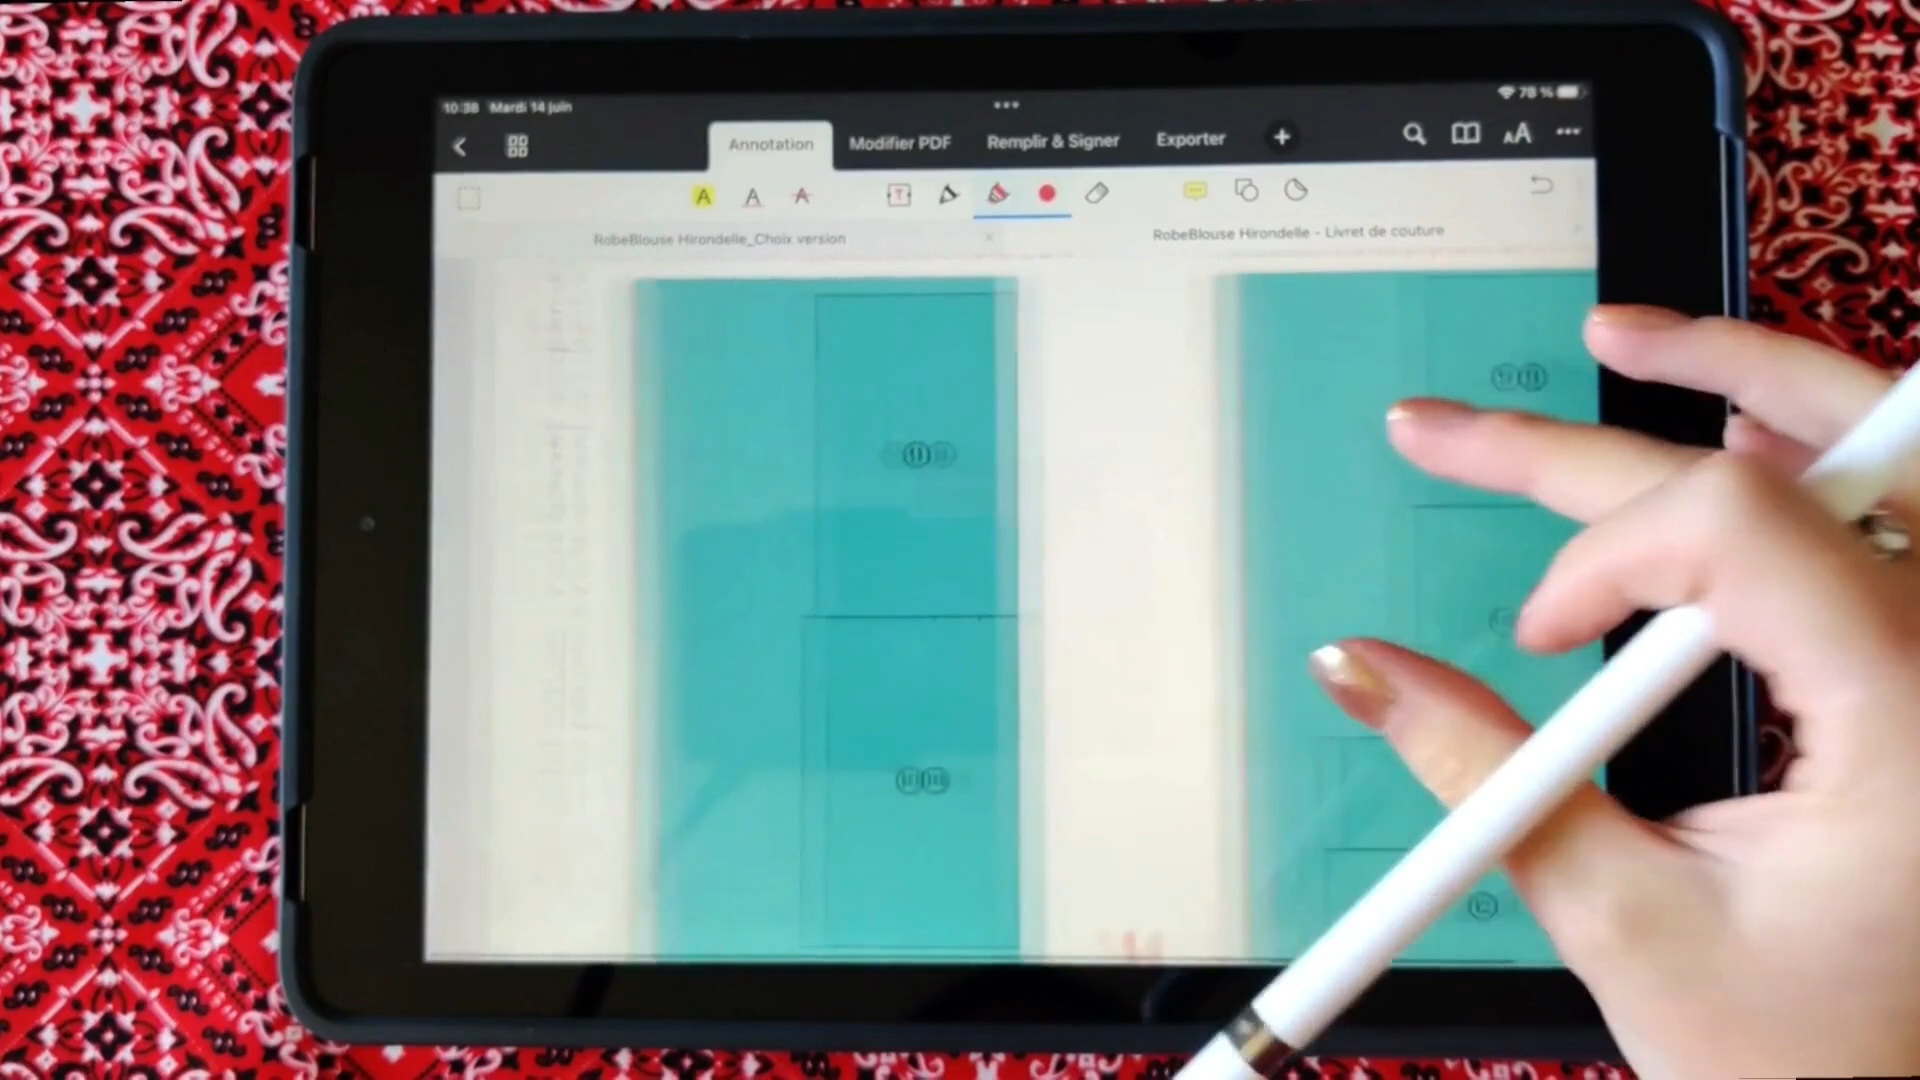 10:38 Mardi 14 juin
78 %
Annotation
Modifier PDF
Remplir & Signer
Exporter
AA
A A A
T
RobeBlouse Hirondelle_Choix version
RobeBlouse Hirondelle - Livret de couture